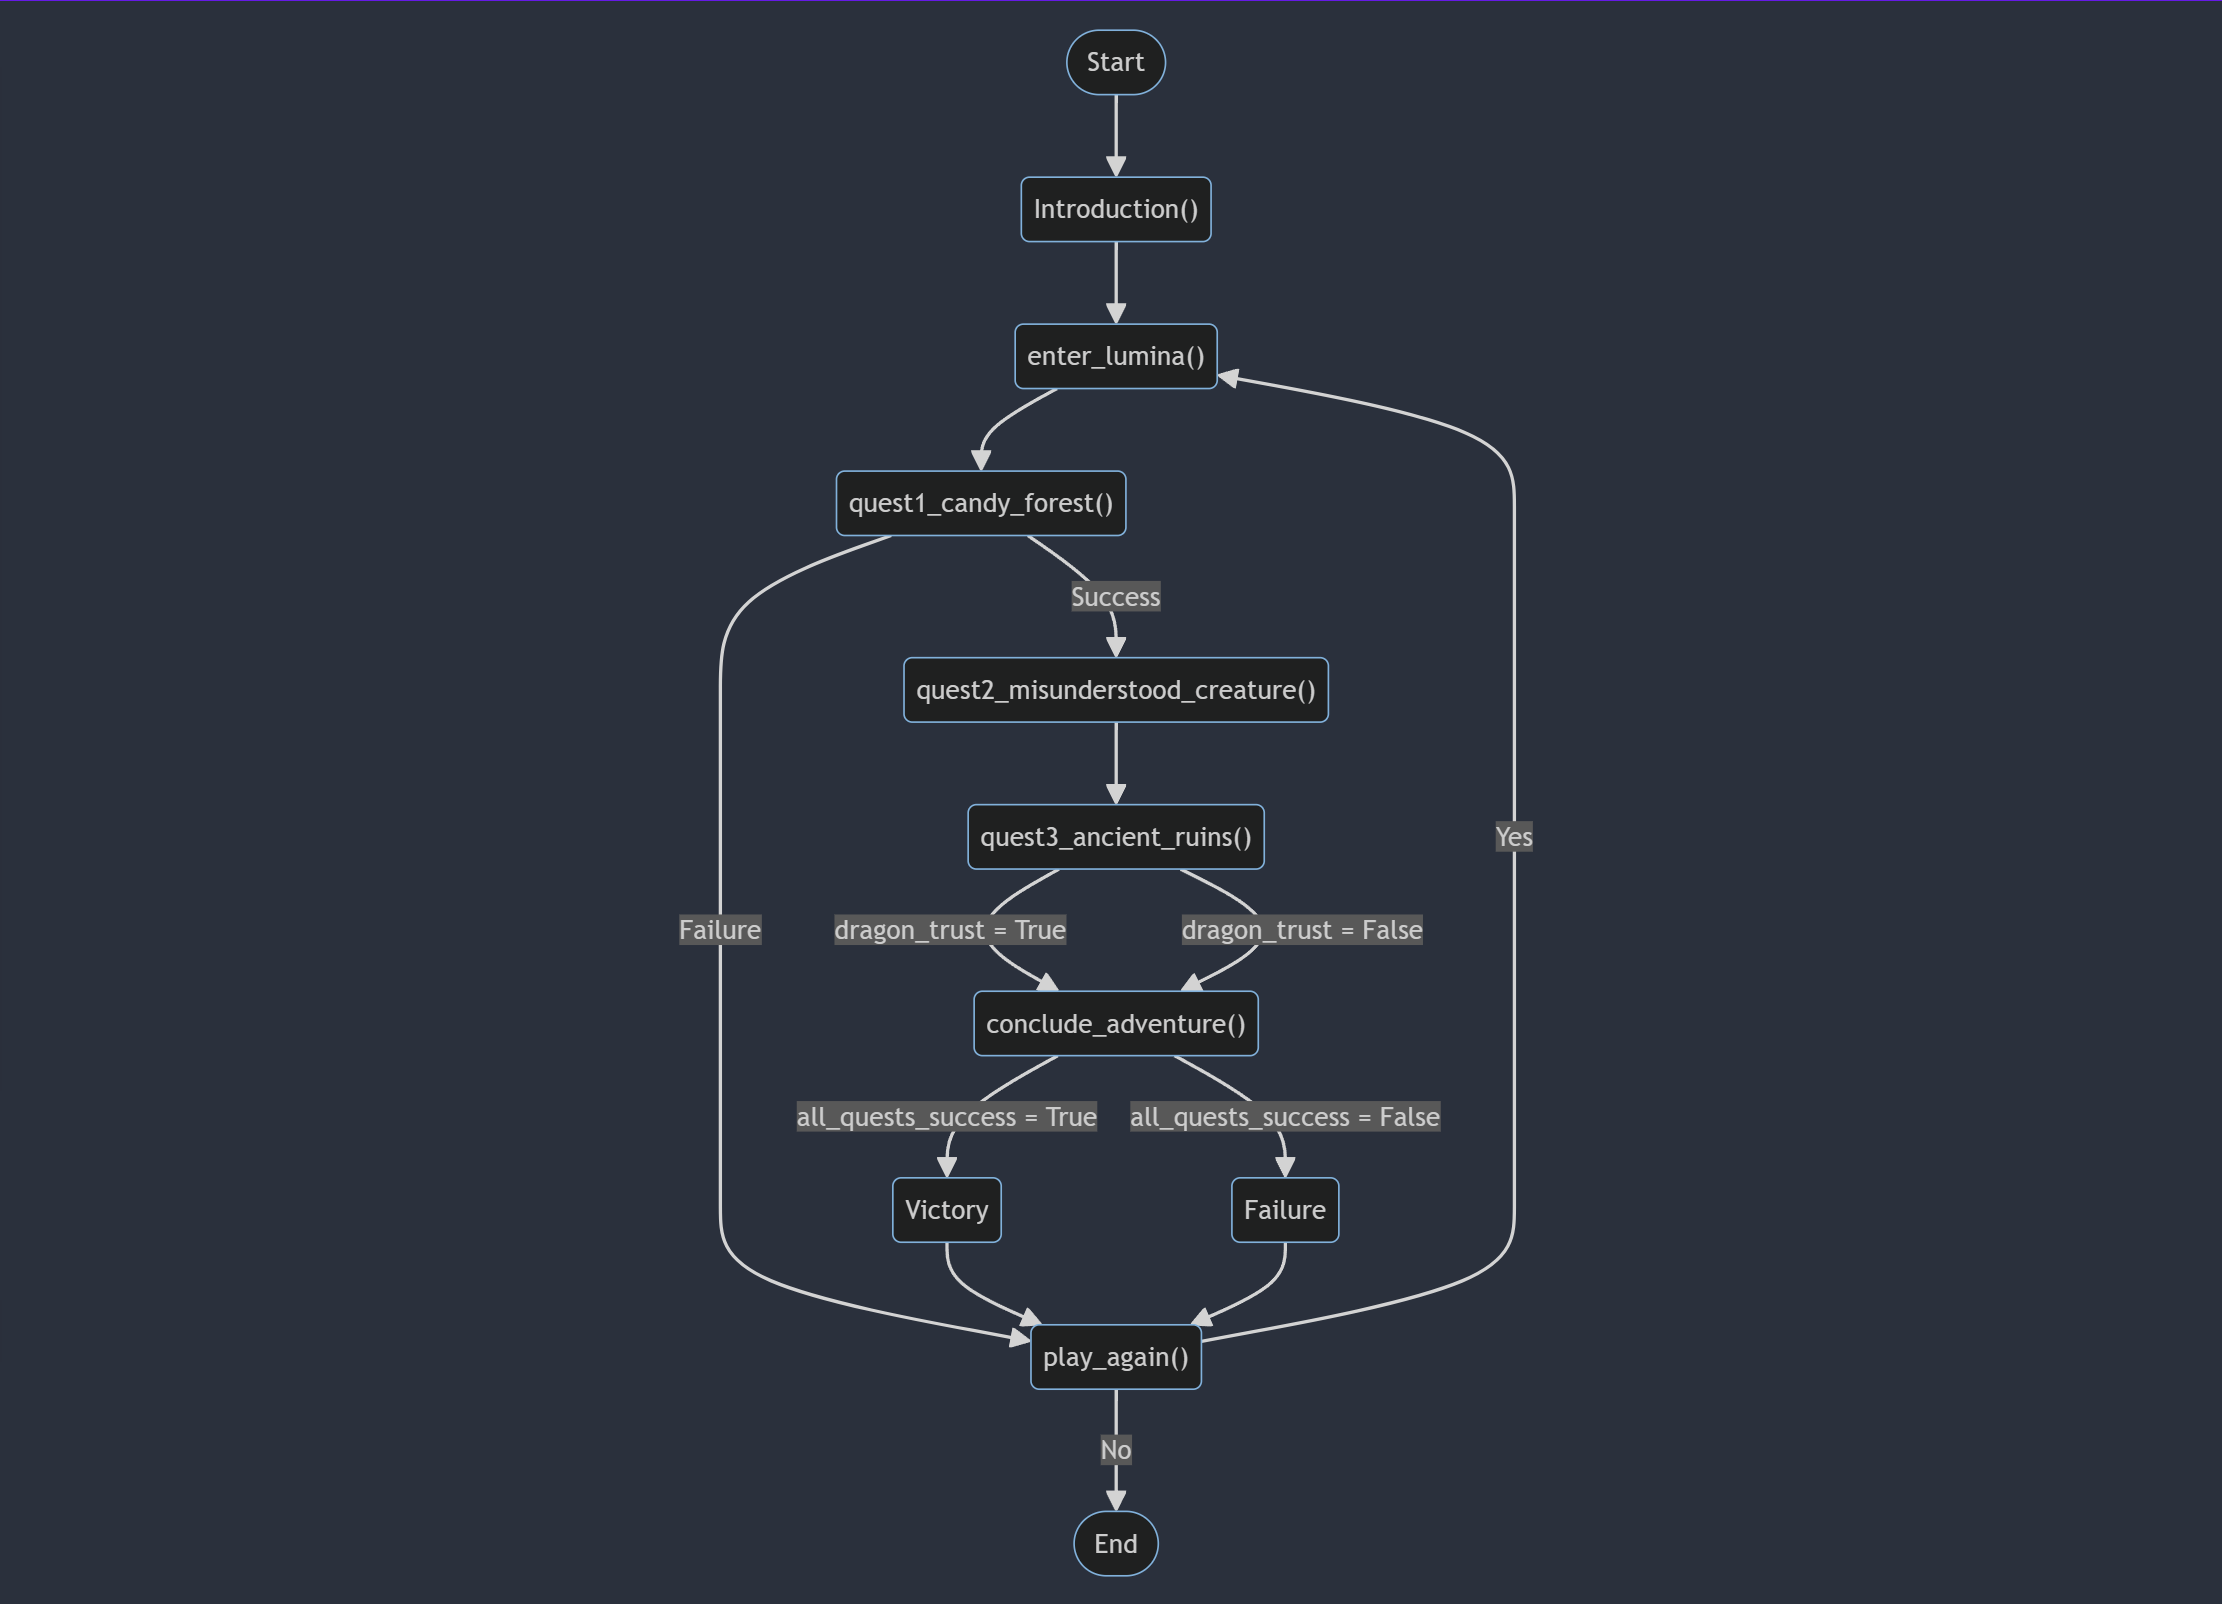 Start
Introduction()
enter_lumina()
quest1_candy_forest()
Success
quest2_misunderstood_creature()
quest3_ancient_ruins()
Yes
Failure
dragon_trust = True
dragon_trust = False
conclude_adventure()
all_quests_success = True
all_quests_success = False
Victory
Failure
play_again()
No
End